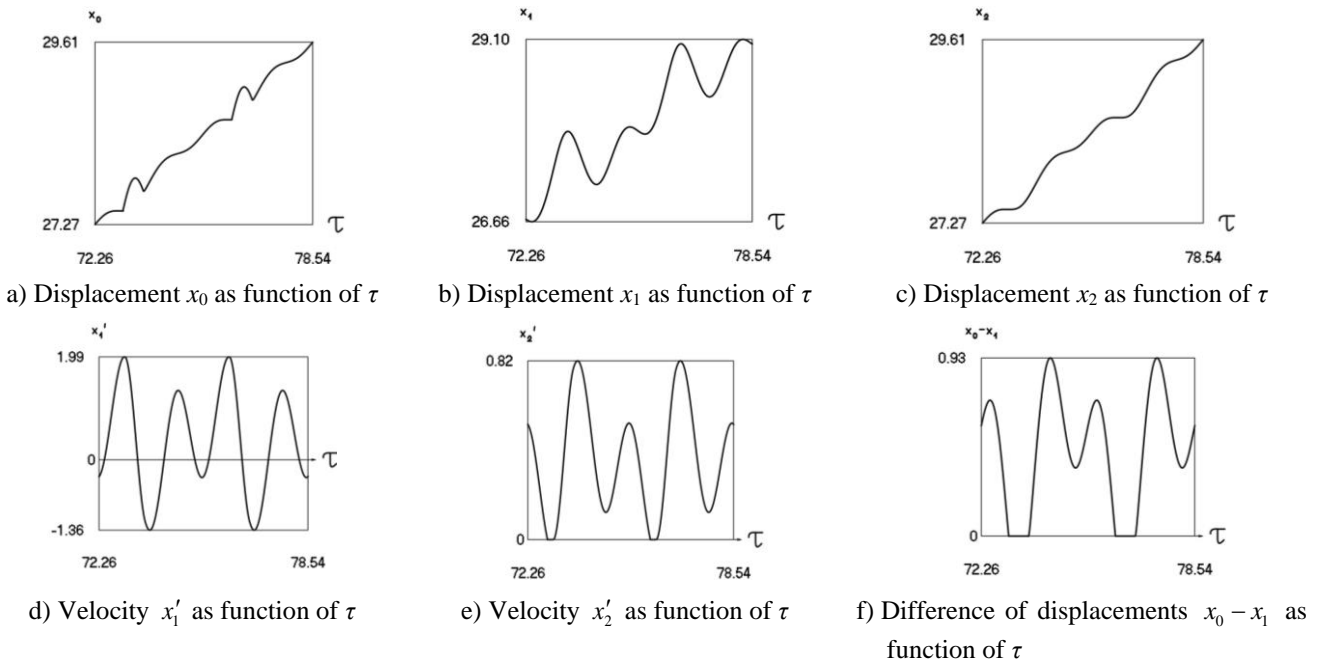 x₀
29.61
27.27
τ
72.26
78.54
a) Displacement x₀ as function of τ
x₁
29.10
26.66
τ
72.26
78.54
b) Displacement x₁ as function of τ
x₂
29.61
27.27
τ
72.26
78.54
c) Displacement x₂ as function of τ
x₁'
1.99
0
τ
-1.36
72.26
78.54
d) Velocity x₁′ as function of τ
x₂'
0.82
0
τ
72.26
78.54
e) Velocity x₂′ as function of τ
x₀-x₁
0.93
0
τ
72.26
78.54
f) Difference of displacements x₀ − x₁ as
function of τ